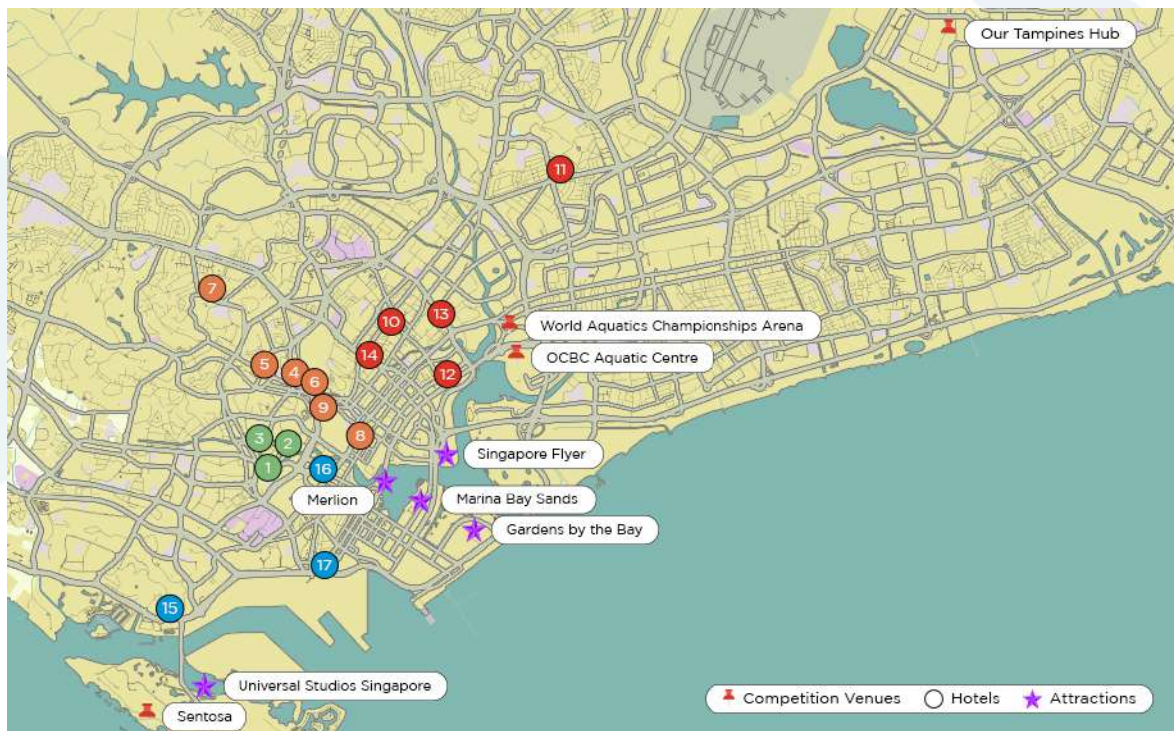 Our Tampines Hub
11
7
13
10
World Aquatics Championships Arena
14
OCBC Aquatic Centre
5
4
12
6
9
8
3
2
Singapore Flyer
1
16
Merlion
Marina Bay Sands
Gardens by the Bay
17
15
Universal Studios Singapore
Sentosa
Competition Venues
Hotels
Attractions